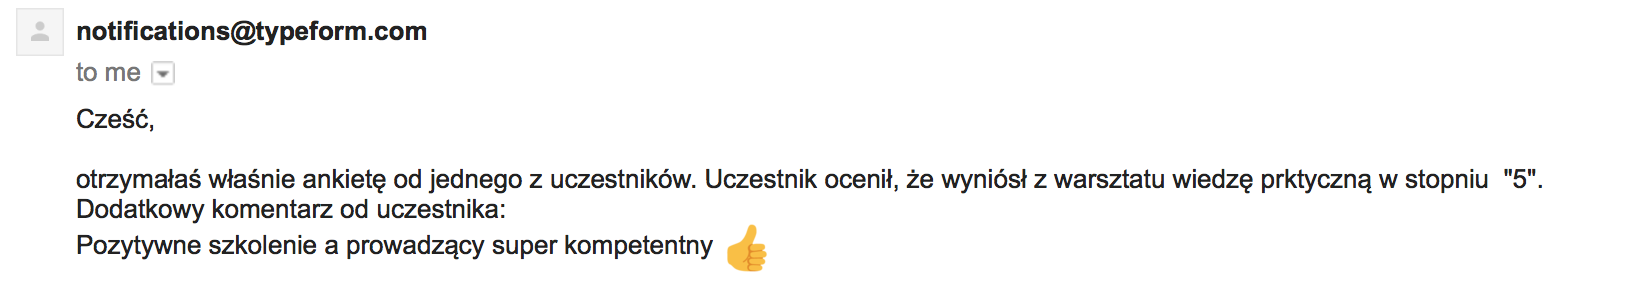 notifications@typeform.com
to me
Cześć,
otrzymałaś właśnie ankietę od jednego z uczestników. Uczestnik ocenił, że wyniósł z warsztatu wiedzę prktyczną w stopniu "5".
Dodatkowy komentarz od uczestnika:
Pozytywne szkolenie a prowadzący super kompetentny 👍